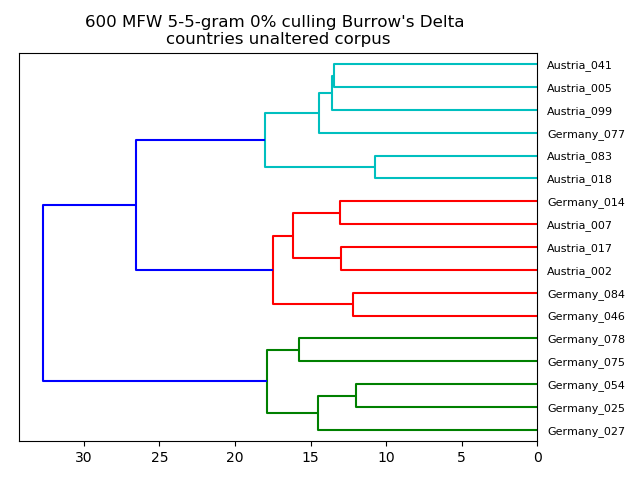 600 MFW 5-5-gram 0% culling Burrow's Delta
countries unaltered corpus
Austria_041
Austria_005
Austria_099
Germany_077
Austria_083
Austria_018
Germany_014
Austria_007
Austria_017
Austria_002
Germany_084
Germany_046
Germany_078
Germany_075
Germany_054
Germany_025
Germany_027
30 25 20 15 10 5 0